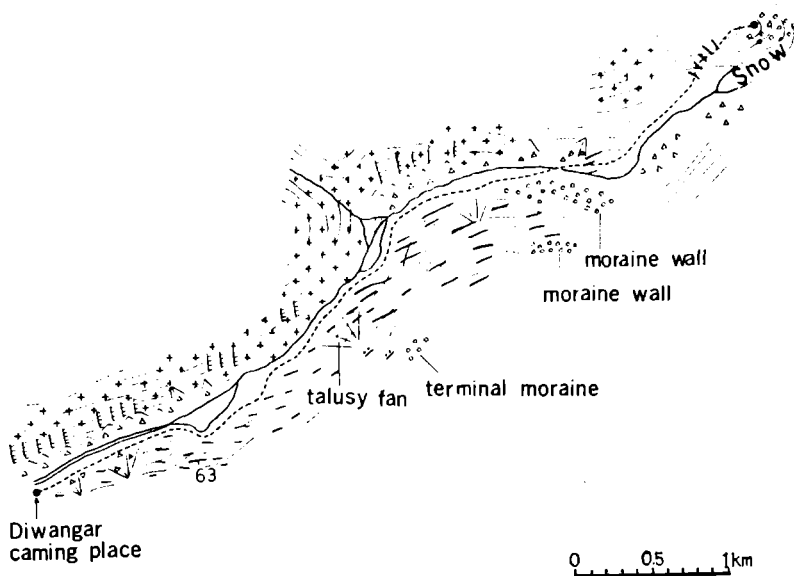 Snow
moraine wall
moraine wall
talusy fan
terminal moraine
63
Diwangar
caming place
0 0.5 1km